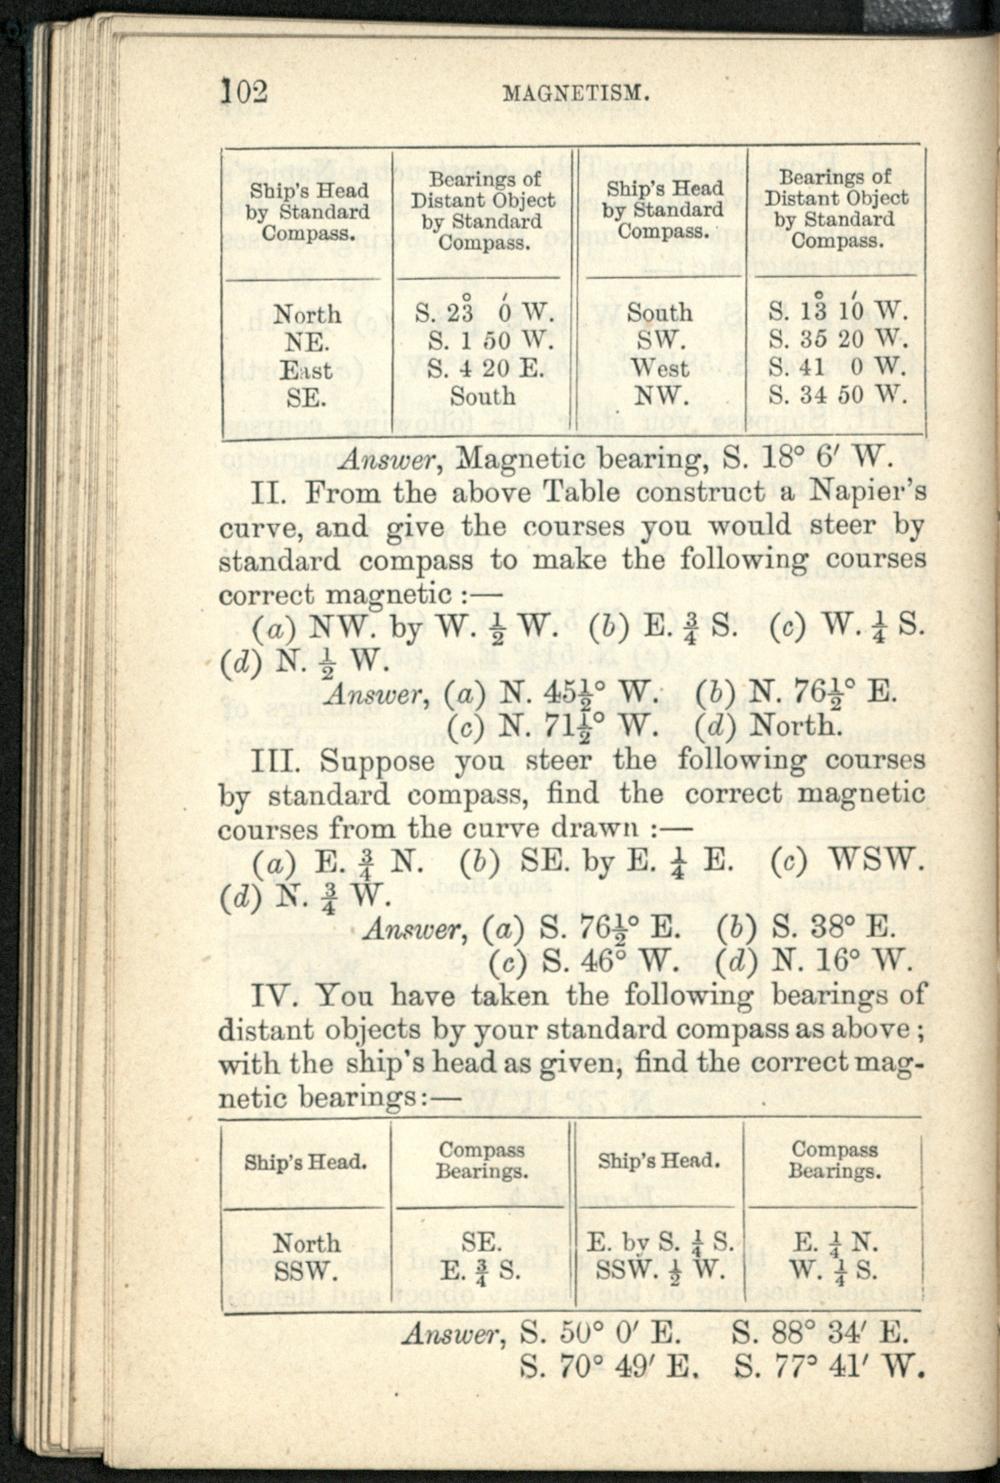 102 MAGNETISM.
Ship's Head by Standard Compass. | Bearings of Distant Object by Standard Compass. | Ship's Head by Standard Compass. | Bearings of Distant Object by Standard Compass.
North | S. 23° 0′ W. | South | S. 13° 10′ W.
NE. | S. 1 50 W. | SW. | S. 35 20 W.
East | S. 4 20 E. | West | S. 41 0 W.
SE. | South | NW. | S. 34 50 W.
Answer, Magnetic bearing, S. 18° 6′ W.
II. From the above Table construct a Napier's
curve, and give the courses you would steer by
standard compass to make the following courses
correct magnetic :—
(a) NW. by W. ½ W. (b) E. ¾ S. (c) W. ¼ S.
(d) N. ½ W.
Answer, (a) N. 45½° W. (b) N. 76½° E.
(c) N. 71½° W. (d) North.
III. Suppose you steer the following courses
by standard compass, find the correct magnetic
courses from the curve drawn :—
(a) E. ¾ N. (b) SE. by E. ¼ E. (c) WSW.
(d) N. ¾ W.
Answer, (a) S. 76½° E. (b) S. 38° E.
(c) S. 46° W. (d) N. 16° W.
IV. You have taken the following bearings of
distant objects by your standard compass as above ;
with the ship's head as given, find the correct mag-
netic bearings :—
Ship's Head. | Compass Bearings. | Ship's Head. | Compass Bearings.
North | SE. | E. by S. ¼ S. | E. ¼ N.
SSW. | E. ¾ S. | SSW. ½ W. | W. ¼ S.
Answer, S. 50° 0′ E. S. 88° 34′ E.
S. 70° 49′ E. S. 77° 41′ W.